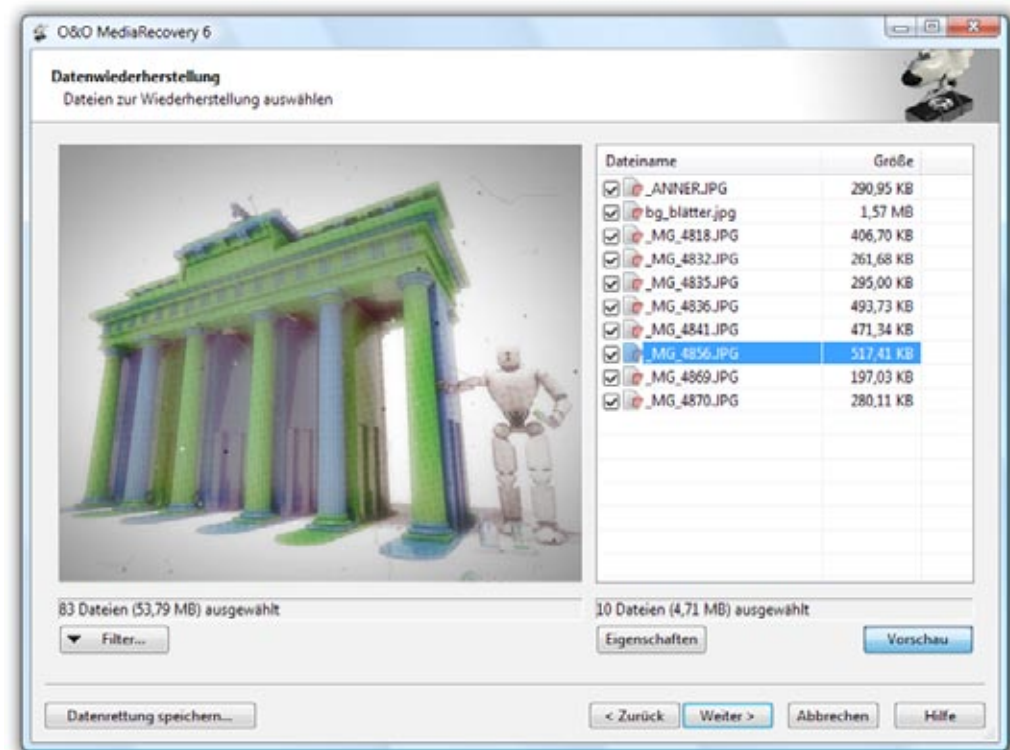 O&O MediaRecovery 6
Datenwiederherstellung
Dateien zur Wiederherstellung auswählen
Dateiname Größe
_ANNER.JPG 290,95 KB
bg_blätter.jpg 1,57 MB
_MG_4818.JPG 406,70 KB
_MG_4832.JPG 261,68 KB
_MG_4835.JPG 295,00 KB
_MG_4836.JPG 493,73 KB
_MG_4841.JPG 471,34 KB
_MG_4856.JPG 517,41 KB
_MG_4869.JPG 197,03 KB
_MG_4870.JPG 280,11 KB
83 Dateien (53,79 MB) ausgewählt 10 Dateien (4,71 MB) ausgewählt
Filter... Eigenschaften Vorschau
Datenrettung speichern... < Zurück Weiter > Abbrechen Hilfe